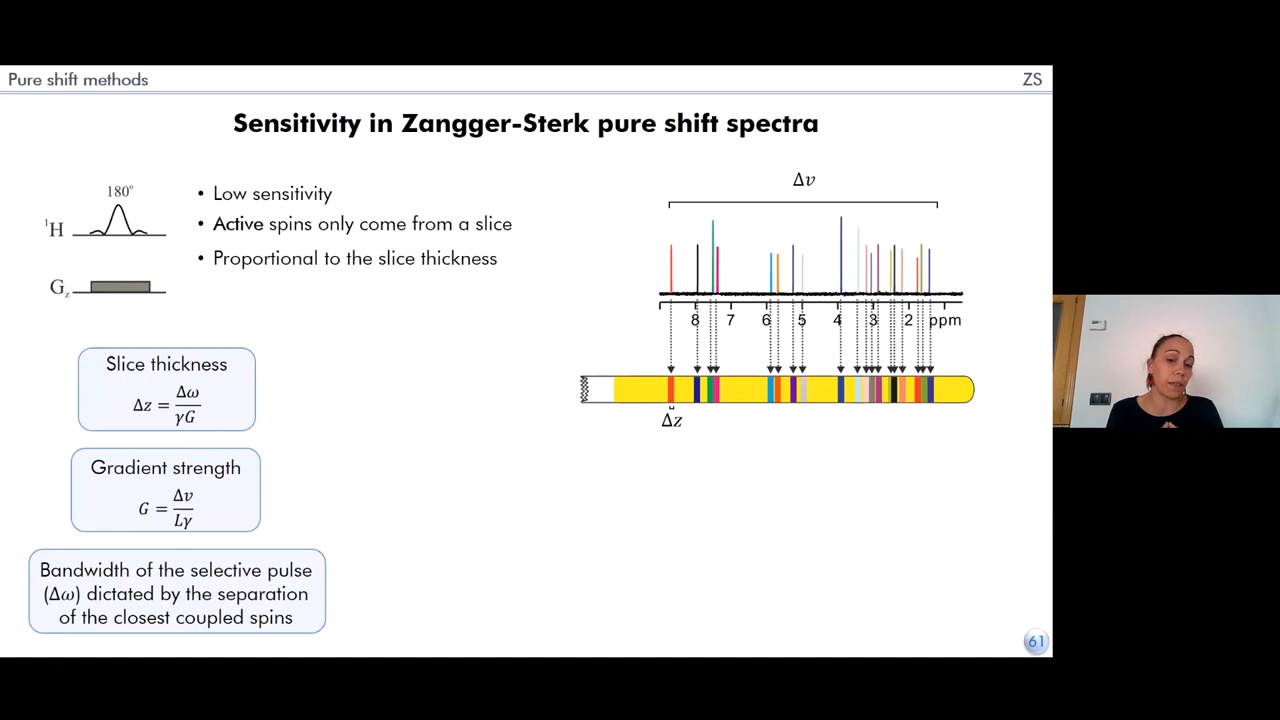 Pure shift methods
ZS
Sensitivity in Zangger-Sterk pure shift spectra
180°
¹H
G_z
• Low sensitivity
• Active spins only come from a slice
• Proportional to the slice thickness
Slice thickness
Δz = Δω / γG
Gradient strength
G = Δν / Lγ
Bandwidth of the selective pulse
(Δω) dictated by the separation
of the closest coupled spins
Δν
8 7 6 5 4 3 2 ppm
Δz
61